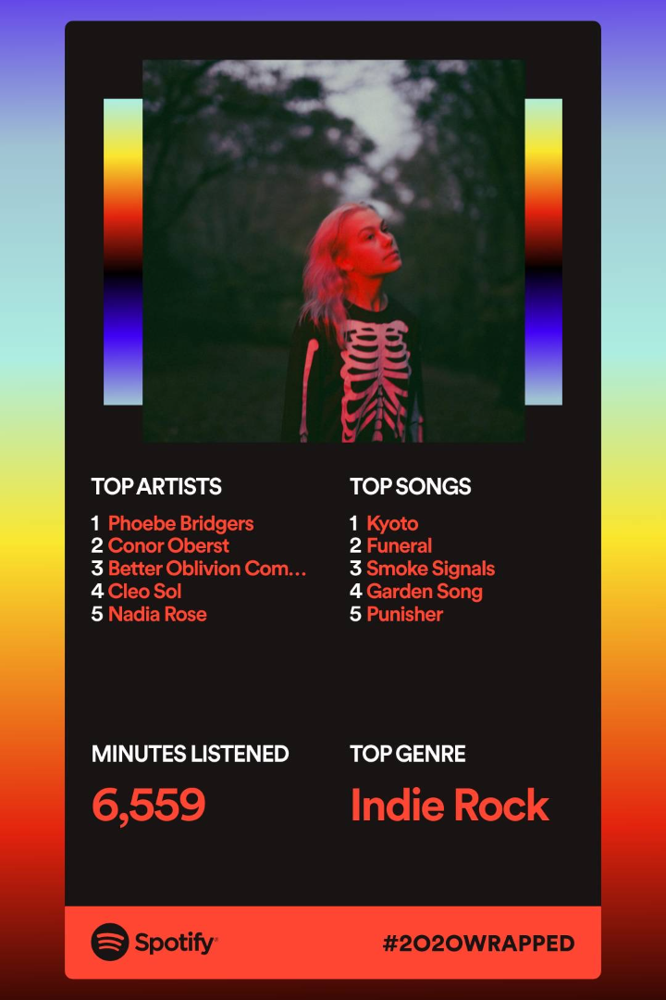 TOP ARTISTS
1 Phoebe Bridgers
2 Conor Oberst
3 Better Oblivion Com...
4 Cleo Sol
5 Nadia Rose
TOP SONGS
1 Kyoto
2 Funeral
3 Smoke Signals
4 Garden Song
5 Punisher
MINUTES LISTENED
6,559
TOP GENRE
Indie Rock
Spotify
#2020WRAPPED